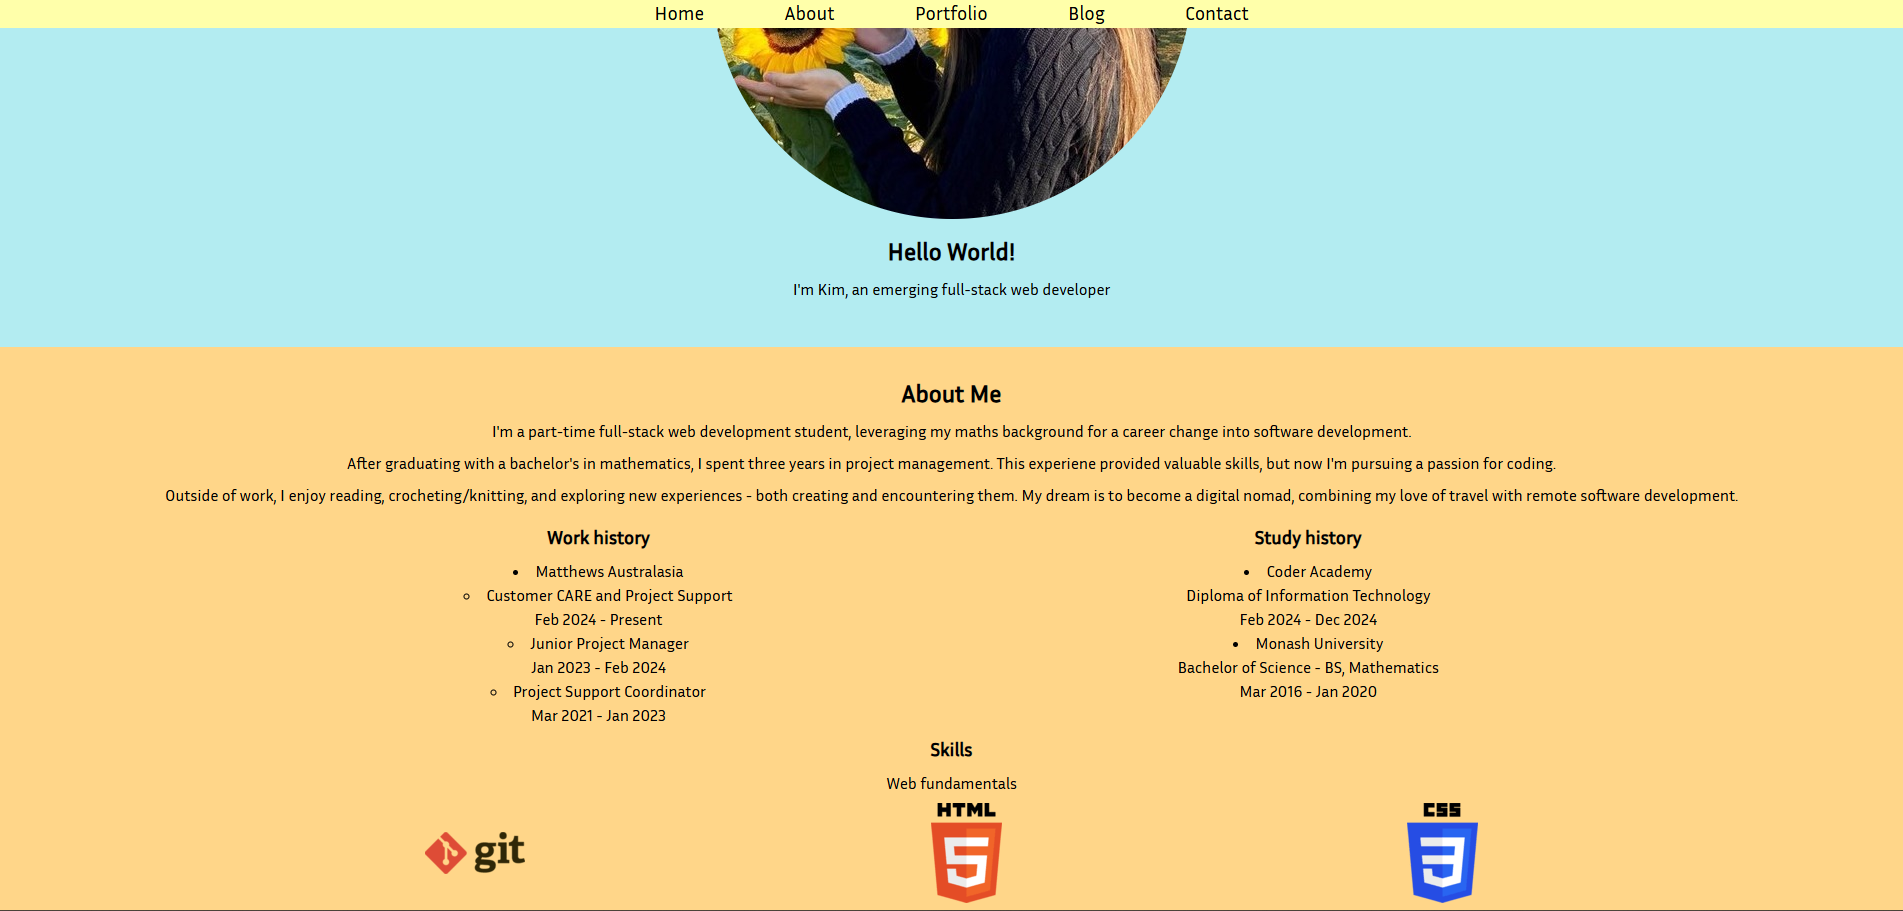 Home About Portfolio Blog Contact
Hello World!
I'm Kim, an emerging full-stack web developer
About Me
I'm a part-time full-stack web development student, leveraging my maths background for a career change into software development.
After graduating with a bachelor's in mathematics, I spent three years in project management. This experiene provided valuable skills, but now I'm pursuing a passion for coding.
Outside of work, I enjoy reading, crocheting/knitting, and exploring new experiences - both creating and encountering them. My dream is to become a digital nomad, combining my love of travel with remote software development.
Work history
• Matthews Australasia
◦ Customer CARE and Project Support
Feb 2024 - Present
◦ Junior Project Manager
Jan 2023 - Feb 2024
◦ Project Support Coordinator
Mar 2021 - Jan 2023
Study history
• Coder Academy
Diploma of Information Technology
Feb 2024 - Dec 2024
• Monash University
Bachelor of Science - BS, Mathematics
Mar 2016 - Jan 2020
Skills
Web fundamentals
git
HTML
5
CSS
3